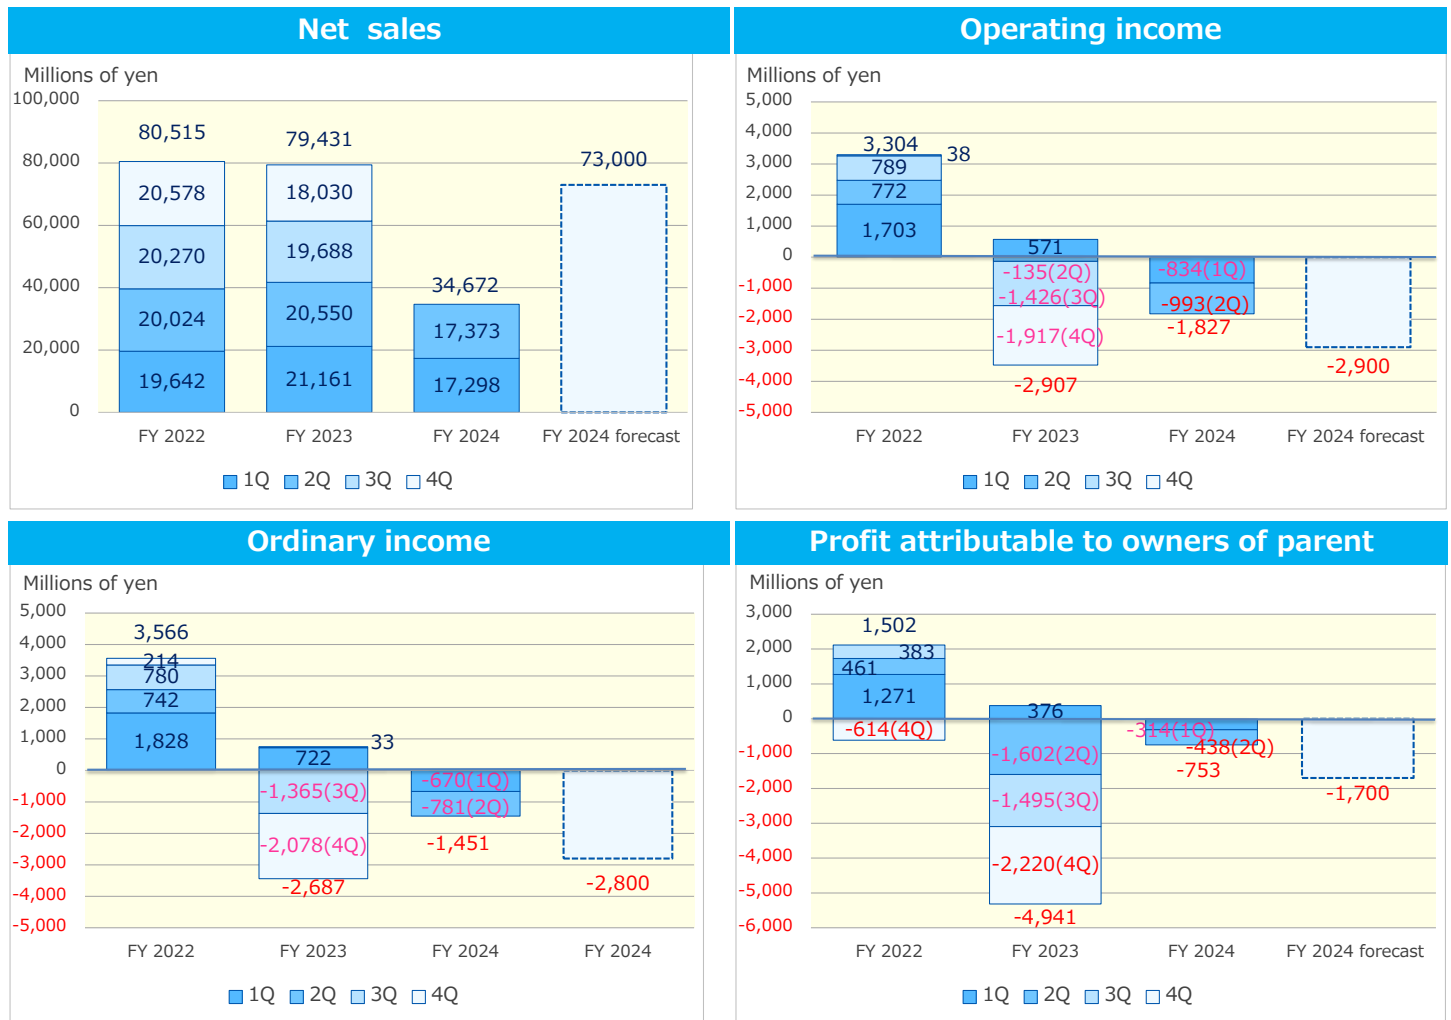 Net sales
Millions of yen
100,000
80,000
60,000
40,000
20,000
0
80,515
20,578
20,270
20,024
19,642
79,431
18,030
19,688
20,550
21,161
34,672
17,373
17,298
73,000
FY 2022
FY 2023
FY 2024
FY 2024 forecast
1Q 2Q 3Q 4Q
Operating income
Millions of yen
5,000
4,000
3,000
2,000
1,000
0
-1,000
-2,000
-3,000
-4,000
-5,000
3,304
38
789
772
1,703
571
-135(2Q)
-1,426(3Q)
-1,917(4Q)
-2,907
-834(1Q)
-993(2Q)
-1,827
-2,900
FY 2022
FY 2023
FY 2024
FY 2024 forecast
1Q 2Q 3Q 4Q
Ordinary income
Millions of yen
5,000
4,000
3,000
2,000
1,000
0
-1,000
-2,000
-3,000
-4,000
-5,000
3,566
214
780
742
1,828
33
722
-1,365(3Q)
-2,078(4Q)
-2,687
-670(1Q)
-781(2Q)
-1,451
-2,800
FY 2022
FY 2023
FY 2024
FY 2024
1Q 2Q 3Q 4Q
Profit attributable to owners of parent
Millions of yen
3,000
2,000
1,000
0
-1,000
-2,000
-3,000
-4,000
-5,000
-6,000
1,502
383
461
1,271
-614(4Q)
376
-1,602(2Q)
-1,495(3Q)
-2,220(4Q)
-4,941
-314(1Q)
-438(2Q)
-753
-1,700
FY 2022
FY 2023
FY 2024
FY 2024 forecast
1Q 2Q 3Q 4Q